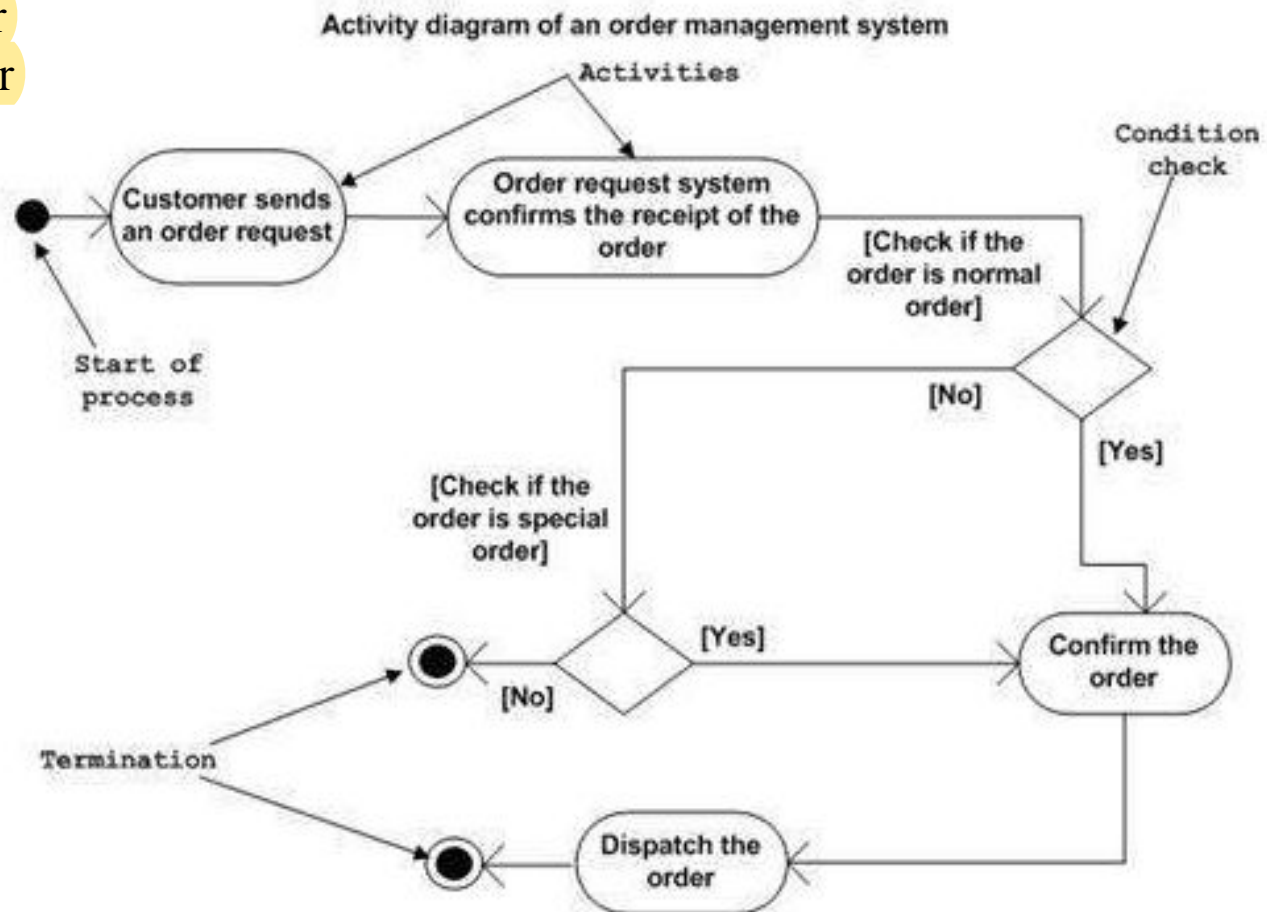 r
r
Activity diagram of an order management system
Activities
Condition
check
Customer sends
an order request
Order request system
confirms the receipt of the
order
[Check if the
order is normal
order]
Start of
process
[No]
[Yes]
[Check if the
order is special
order]
[Yes]
[No]
Confirm the
order
Termination
Dispatch the
order